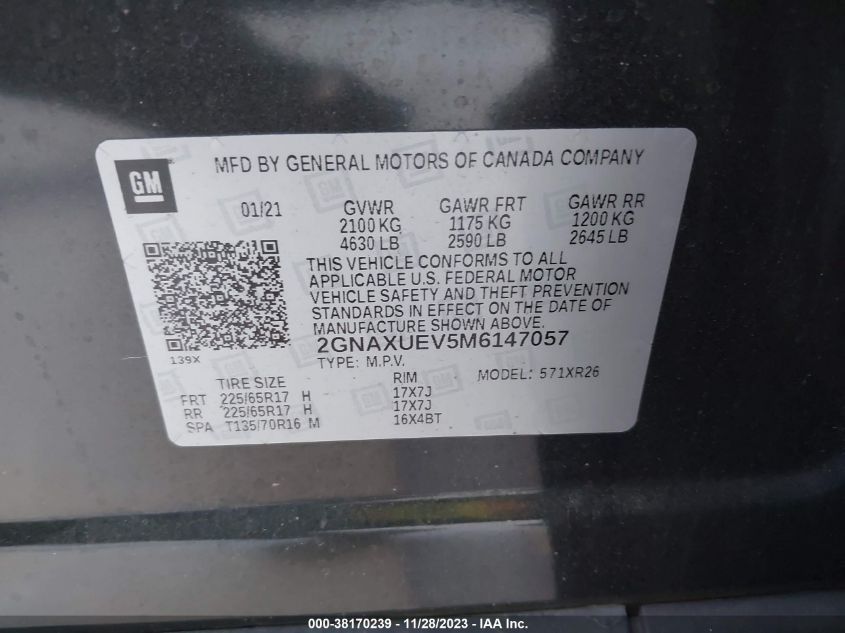 GM
MFD BY GENERAL MOTORS OF CANADA COMPANY
01/21 GVWR GAWR FRT GAWR RR
2100 KG 1175 KG 1200 KG
4630 LB 2590 LB 2645 LB
THIS VEHICLE CONFORMS TO ALL
APPLICABLE U.S. FEDERAL MOTOR
VEHICLE SAFETY AND THEFT PREVENTION
STANDARDS IN EFFECT ON THE DATE OF
MANUFACTURE SHOWN ABOVE.
2GNAXUEV5M6147057
139X
TYPE: M.P.V.
MODEL: 571XR26
TIRE SIZE RIM
FRT 225/65R17 H 17X7J
RR 225/65R17 H 17X7J
SPA T135/70R16 M 16X4BT
000-38170239 - 11/28/2023 - IAA Inc.